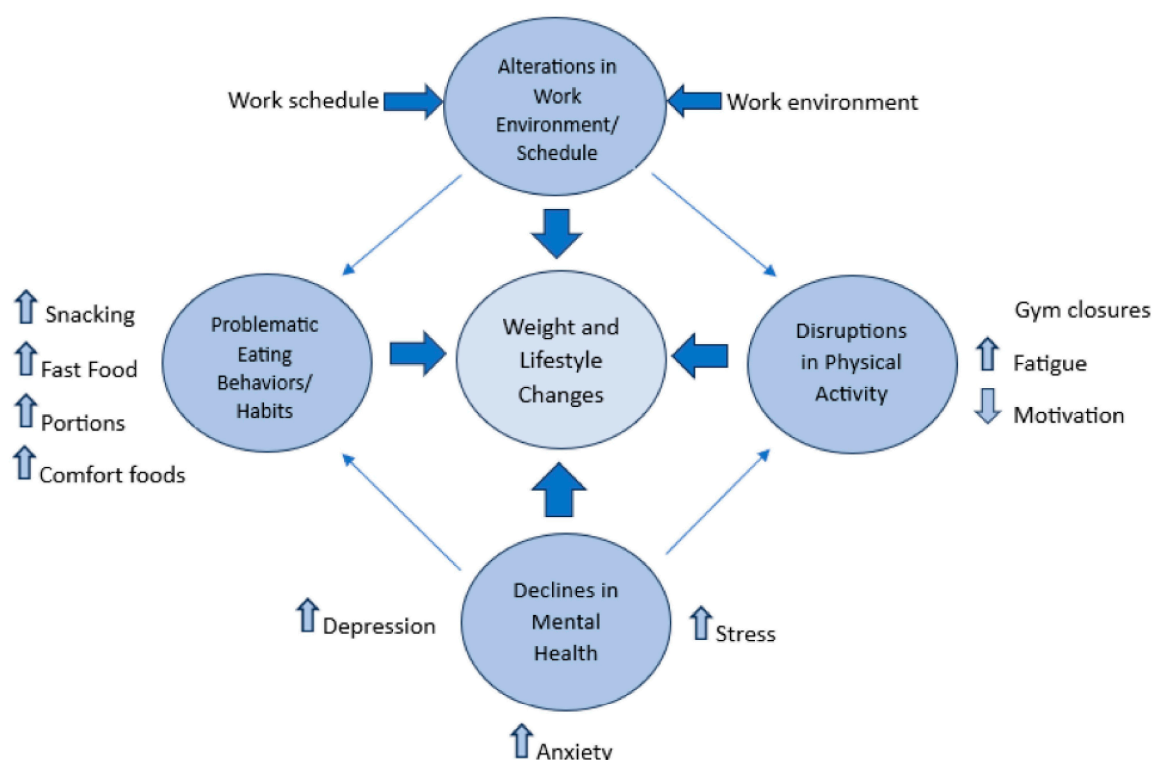 Alterations in
Work
Environment/
Schedule
Work schedule
Work environment
Snacking
Fast Food
Portions
Comfort foods
Problematic
Eating
Behaviors/
Habits
Weight and
Lifestyle
Changes
Disruptions
in Physical
Activity
Gym closures
Fatigue
Motivation
Declines in
Mental
Health
Depression
Stress
Anxiety